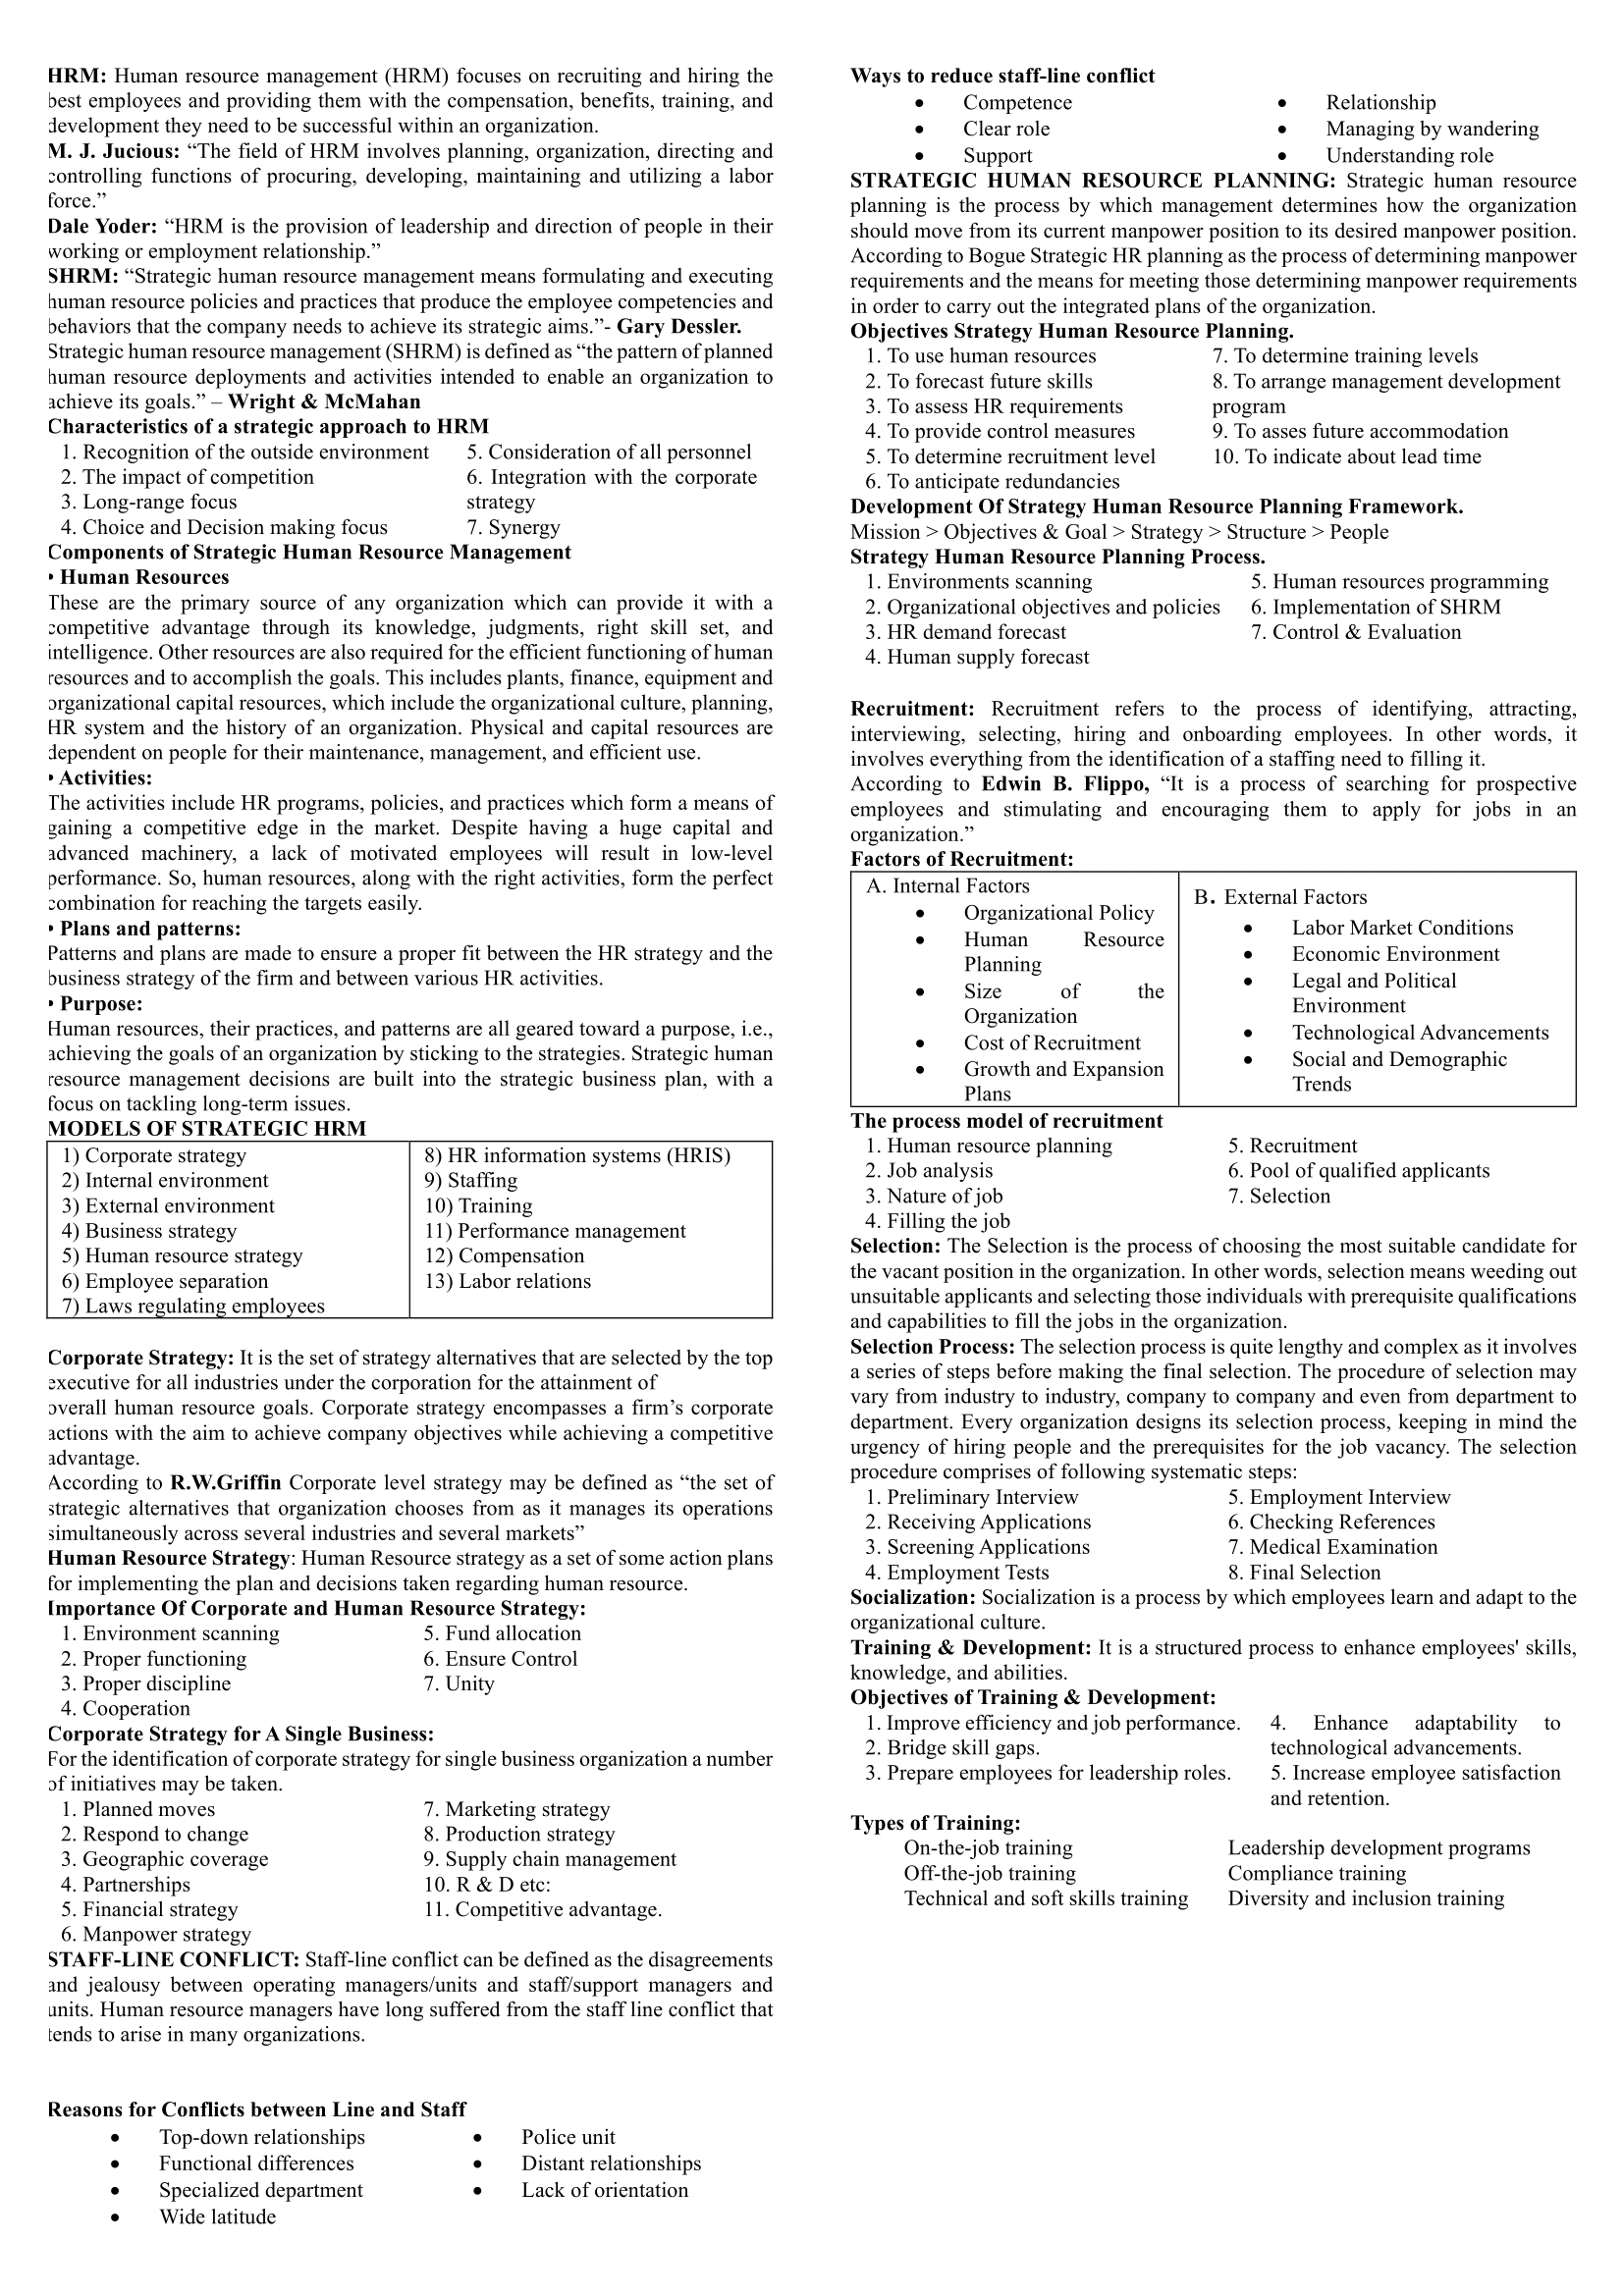 HRM: Human resource management (HRM) focuses on recruiting and hiring the
best employees and providing them with the compensation, benefits, training, and
development they need to be successful within an organization.
M. J. Jucious: “The field of HRM involves planning, organization, directing and
controlling functions of procuring, developing, maintaining and utilizing a labor
force.”
Dale Yoder: “HRM is the provision of leadership and direction of people in their
working or employment relationship.”
SHRM: “Strategic human resource management means formulating and executing
human resource policies and practices that produce the employee competencies and
behaviors that the company needs to achieve its strategic aims.”- Gary Dessler.
Strategic human resource management (SHRM) is defined as “the pattern of planned
human resource deployments and activities intended to enable an organization to
achieve its goals.” – Wright & McMahan
Characteristics of a strategic approach to HRM
1. Recognition of the outside environment
2. The impact of competition
3. Long-range focus
4. Choice and Decision making focus
5. Consideration of all personnel
6. Integration with the corporate
strategy
7. Synergy
Components of Strategic Human Resource Management
• Human Resources
These are the primary source of any organization which can provide it with a
competitive advantage through its knowledge, judgments, right skill set, and
intelligence. Other resources are also required for the efficient functioning of human
resources and to accomplish the goals. This includes plants, finance, equipment and
organizational capital resources, which include the organizational culture, planning,
HR system and the history of an organization. Physical and capital resources are
dependent on people for their maintenance, management, and efficient use.
• Activities:
The activities include HR programs, policies, and practices which form a means of
gaining a competitive edge in the market. Despite having a huge capital and
advanced machinery, a lack of motivated employees will result in low-level
performance. So, human resources, along with the right activities, form the perfect
combination for reaching the targets easily.
• Plans and patterns:
Patterns and plans are made to ensure a proper fit between the HR strategy and the
business strategy of the firm and between various HR activities.
• Purpose:
Human resources, their practices, and patterns are all geared toward a purpose, i.e.,
achieving the goals of an organization by sticking to the strategies. Strategic human
resource management decisions are built into the strategic business plan, with a
focus on tackling long-term issues.
MODELS OF STRATEGIC HRM
1) Corporate strategy
2) Internal environment
3) External environment
4) Business strategy
5) Human resource strategy
6) Employee separation
7) Laws regulating employees
8) HR information systems (HRIS)
9) Staffing
10) Training
11) Performance management
12) Compensation
13) Labor relations
Corporate Strategy: It is the set of strategy alternatives that are selected by the top
executive for all industries under the corporation for the attainment of
overall human resource goals. Corporate strategy encompasses a firm’s corporate
actions with the aim to achieve company objectives while achieving a competitive
advantage.
According to R.W.Griffin Corporate level strategy may be defined as “the set of
strategic alternatives that organization chooses from as it manages its operations
simultaneously across several industries and several markets”
Human Resource Strategy: Human Resource strategy as a set of some action plans
for implementing the plan and decisions taken regarding human resource.
Importance Of Corporate and Human Resource Strategy:
1. Environment scanning
2. Proper functioning
3. Proper discipline
4. Cooperation
5. Fund allocation
6. Ensure Control
7. Unity
Corporate Strategy for A Single Business:
For the identification of corporate strategy for single business organization a number
of initiatives may be taken.
1. Planned moves
2. Respond to change
3. Geographic coverage
4. Partnerships
5. Financial strategy
6. Manpower strategy
7. Marketing strategy
8. Production strategy
9. Supply chain management
10. R & D etc:
11. Competitive advantage.
STAFF-LINE CONFLICT: Staff-line conflict can be defined as the disagreements
and jealousy between operating managers/units and staff/support managers and
units. Human resource managers have long suffered from the staff line conflict that
tends to arise in many organizations.
Reasons for Conflicts between Line and Staff
• Top-down relationships
• Functional differences
• Specialized department
• Wide latitude
• Police unit
• Distant relationships
• Lack of orientation
Ways to reduce staff-line conflict
• Competence
• Clear role
• Support
• Relationship
• Managing by wandering
• Understanding role
STRATEGIC HUMAN RESOURCE PLANNING: Strategic human resource
planning is the process by which management determines how the organization
should move from its current manpower position to its desired manpower position.
According to Bogue Strategic HR planning as the process of determining manpower
requirements and the means for meeting those determining manpower requirements
in order to carry out the integrated plans of the organization.
Objectives Strategy Human Resource Planning.
1. To use human resources
2. To forecast future skills
3. To assess HR requirements
4. To provide control measures
5. To determine recruitment level
6. To anticipate redundancies
7. To determine training levels
8. To arrange management development
program
9. To asses future accommodation
10. To indicate about lead time
Development Of Strategy Human Resource Planning Framework.
Mission > Objectives & Goal > Strategy > Structure > People
Strategy Human Resource Planning Process.
1. Environments scanning
2. Organizational objectives and policies
3. HR demand forecast
4. Human supply forecast
5. Human resources programming
6. Implementation of SHRM
7. Control & Evaluation
Recruitment: Recruitment refers to the process of identifying, attracting,
interviewing, selecting, hiring and onboarding employees. In other words, it
involves everything from the identification of a staffing need to filling it.
According to Edwin B. Flippo, “It is a process of searching for prospective
employees and stimulating and encouraging them to apply for jobs in an
organization.”
Factors of Recruitment:
A. Internal Factors
• Organizational Policy
• Human Resource
Planning
• Size of the
Organization
• Cost of Recruitment
• Growth and Expansion
Plans
B. External Factors
• Labor Market Conditions
• Economic Environment
• Legal and Political
Environment
• Technological Advancements
• Social and Demographic
Trends
The process model of recruitment
1. Human resource planning
2. Job analysis
3. Nature of job
4. Filling the job
5. Recruitment
6. Pool of qualified applicants
7. Selection
Selection: The Selection is the process of choosing the most suitable candidate for
the vacant position in the organization. In other words, selection means weeding out
unsuitable applicants and selecting those individuals with prerequisite qualifications
and capabilities to fill the jobs in the organization.
Selection Process: The selection process is quite lengthy and complex as it involves
a series of steps before making the final selection. The procedure of selection may
vary from industry to industry, company to company and even from department to
department. Every organization designs its selection process, keeping in mind the
urgency of hiring people and the prerequisites for the job vacancy. The selection
procedure comprises of following systematic steps:
1. Preliminary Interview
2. Receiving Applications
3. Screening Applications
4. Employment Tests
5. Employment Interview
6. Checking References
7. Medical Examination
8. Final Selection
Socialization: Socialization is a process by which employees learn and adapt to the
organizational culture.
Training & Development: It is a structured process to enhance employees' skills,
knowledge, and abilities.
Objectives of Training & Development:
1. Improve efficiency and job performance.
2. Bridge skill gaps.
3. Prepare employees for leadership roles.
4. Enhance adaptability to
technological advancements.
5. Increase employee satisfaction
and retention.
Types of Training:
On-the-job training
Off-the-job training
Technical and soft skills training
Leadership development programs
Compliance training
Diversity and inclusion training